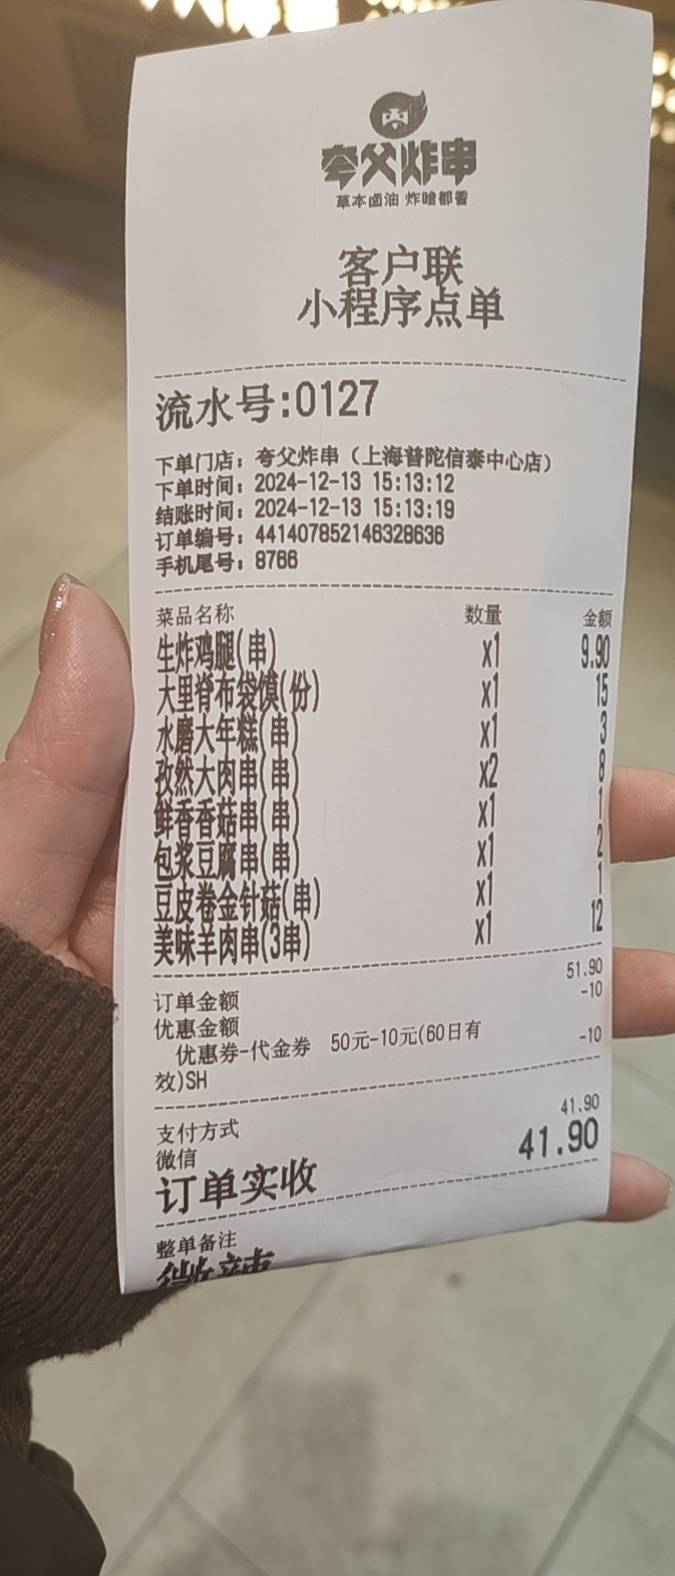 夸父炸串
草本卤油 炸啥都香
客户联
小程序点单
流水号:0127
下单门店: 夸父炸串 (上海普陀信泰中心店)
下单时间: 2024-12-13 15:13:12
结账时间: 2024-12-13 15:13:19
订单编号: 441407852146328636
手机尾号: 8766
菜品名称 数量 金额
生炸鸡腿(串) x1 9.90
大里脊布袋馍(份) x1 15
水磨大年糕(串) x1 3
孜然大肉串(串) x2 8
鲜香香菇串(串) x1 1
包浆豆腐串(串) x1 2
豆皮卷金针菇(串) x1 1
美味羊肉串(3串) x1 12
订单金额 51.90
优惠金额 -10
优惠券-代金券 50元-10元(60日有 -10
效)SH
支付方式
微信 41.90
订单实收 41.90
整单备注
微辣